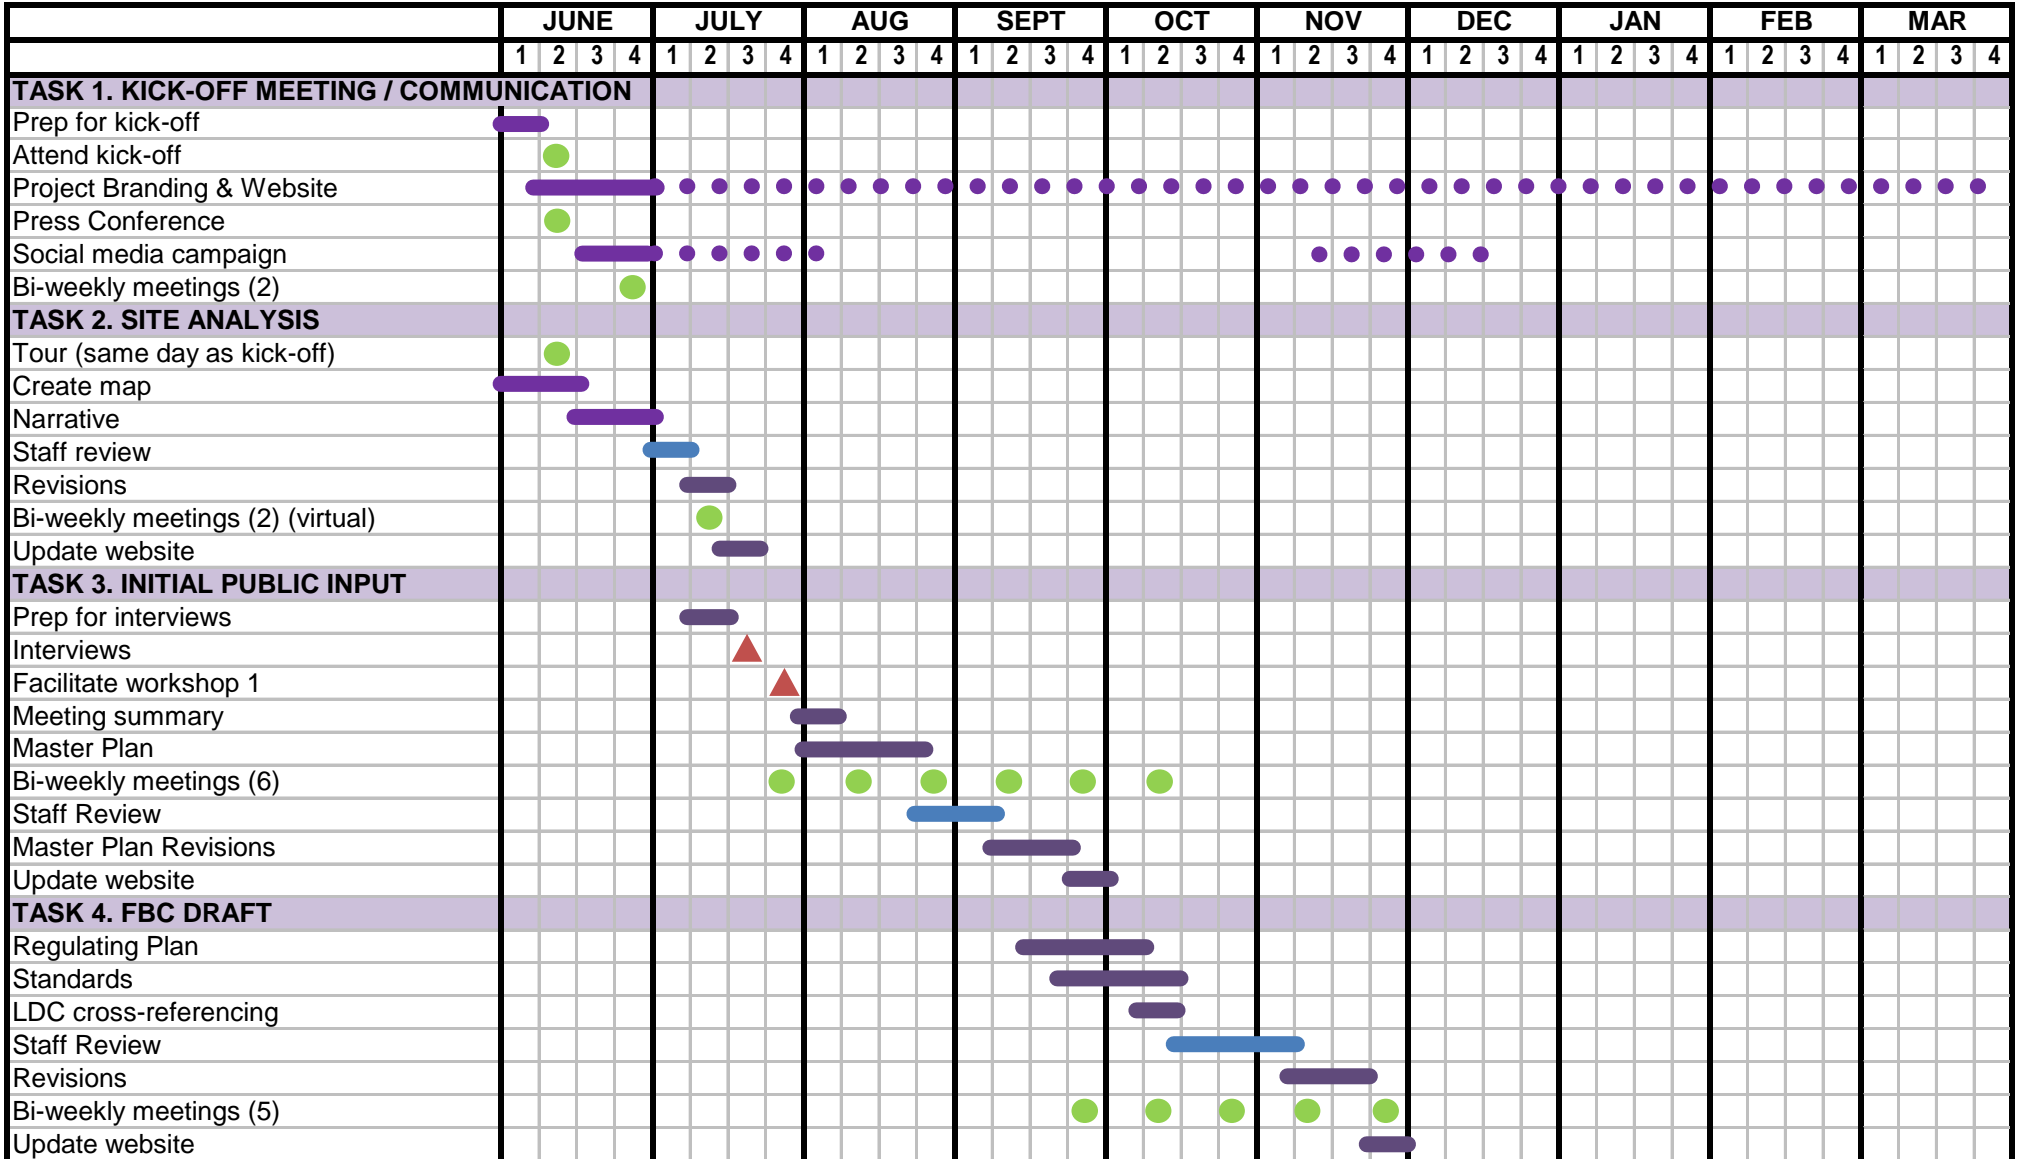 JUNE JULY AUG SEPT OCT NOV DEC JAN FEB MAR
1 2 3 4 1 2 3 4 1 2 3 4 1 2 3 4 1 2 3 4 1 2 3 4 1 2 3 4 1 2 3 4 1 2 3 4 1 2 3 4
TASK 1. KICK-OFF MEETING / COMMUNICATION
Prep for kick-off
Attend kick-off
Project Branding & Website
Press Conference
Social media campaign
Bi-weekly meetings (2)
TASK 2. SITE ANALYSIS
Tour (same day as kick-off)
Create map
Narrative
Staff review
Revisions
Bi-weekly meetings (2) (virtual)
Update website
TASK 3. INITIAL PUBLIC INPUT
Prep for interviews
Interviews
Facilitate workshop 1
Meeting summary
Master Plan
Bi-weekly meetings (6)
Staff Review
Master Plan Revisions
Update website
TASK 4. FBC DRAFT
Regulating Plan
Standards
LDC cross-referencing
Staff Review
Revisions
Bi-weekly meetings (5)
Update website